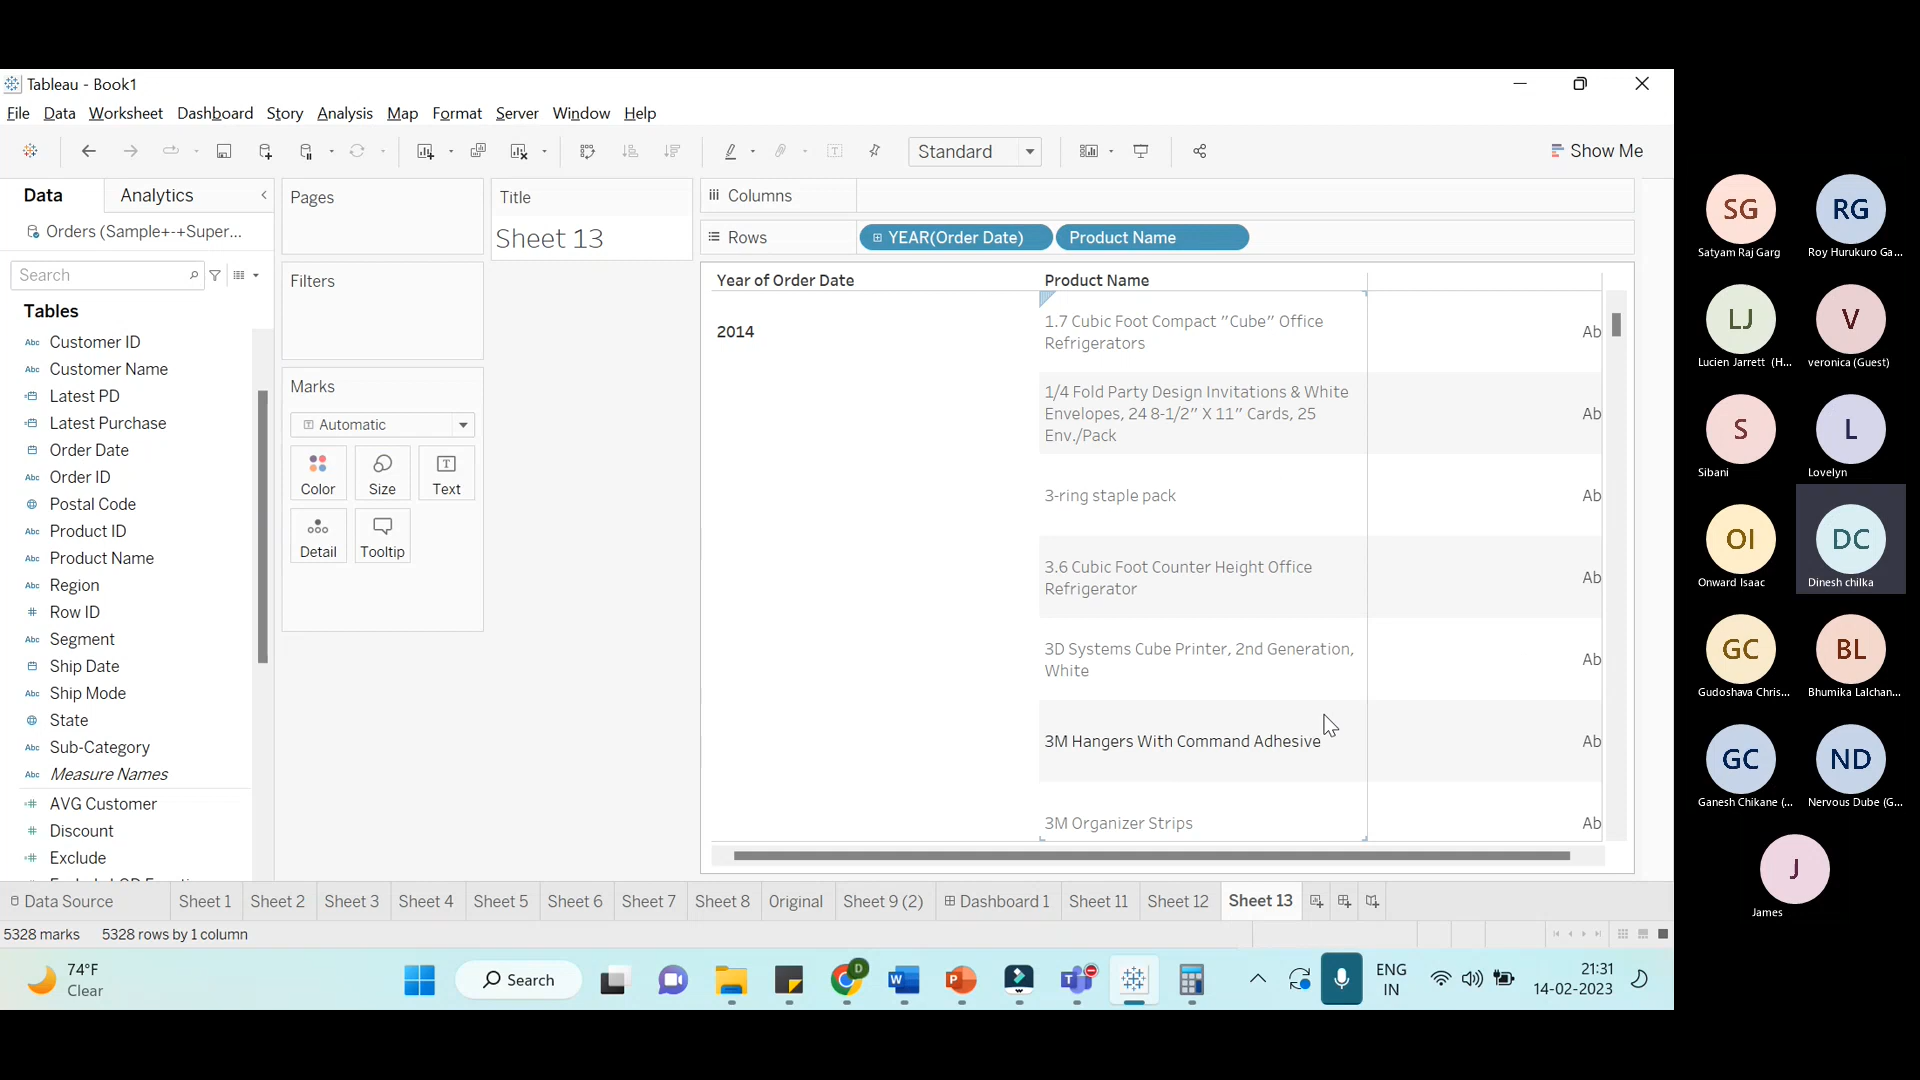 Tableau - Book1
File Data Worksheet Dashboard Story Analysis Map Format Server Window Help
Standard
Show Me
Data
Analytics
Orders (Sample+-+Super...
Search
Tables
Abc Customer ID
Abc Customer Name
Latest PD
Latest Purchase
Order Date
Abc Order ID
Postal Code
Abc Product ID
Abc Product Name
Abc Region
# Row ID
Abc Segment
Ship Date
Abc Ship Mode
State
Abc Sub-Category
Abc Measure Names
=# AVG Customer
# Discount
=# Exclude
Pages
Filters
Marks
Automatic
Color
Size
Text
Detail
Tooltip
Title
Sheet 13
Columns
Rows
YEAR(Order Date)
Product Name
Year of Order Date
Product Name
2014
1.7 Cubic Foot Compact "Cube" Office
Refrigerators
Ab
1/4 Fold Party Design Invitations & White
Envelopes, 24 8-1/2" X 11" Cards, 25
Env./Pack
Ab
3-ring staple pack
Ab
3.6 Cubic Foot Counter Height Office
Refrigerator
Ab
3D Systems Cube Printer, 2nd Generation,
White
Ab
3M Hangers With Command Adhesive
Ab
3M Organizer Strips
Ab
Data Source
Sheet 1
Sheet 2
Sheet 3
Sheet 4
Sheet 5
Sheet 6
Sheet 7
Sheet 8
Original
Sheet 9 (2)
Dashboard 1
Sheet 11
Sheet 12
Sheet 13
5328 marks
5328 rows by 1 column
74°F
Clear
Search
D
ENG
IN
21:31
14-02-2023
SG
Satyam Raj Garg
RG
Roy Hurukuro Ga...
LJ
Lucien Jarrett (H...
V
veronica (Guest)
S
Sibani
L
Lovelyn
OI
Onward Isaac
DC
Dinesh chilka
GC
Gudoshava Chris...
BL
Bhumika Lalchan...
GC
Ganesh Chikane (...
ND
Nervous Dube (G...
J
James